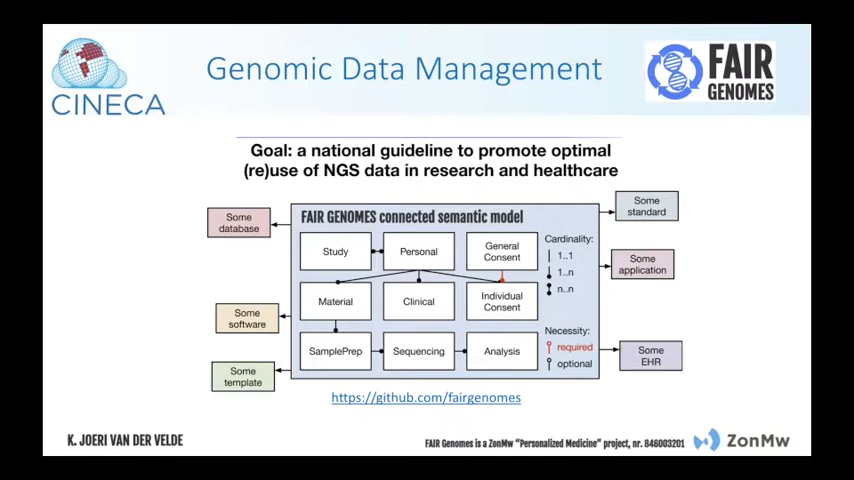 CINECA
Genomic Data Management
FAIR
GENOMES
Goal: a national guideline to promote optimal
(re)use of NGS data in research and healthcare
Some
database
Some
software
Some
template
FAIR GENOMES connected semantic model
Study
Personal
General
Consent
Material
Clinical
Individual
Consent
SamplePrep
Sequencing
Analysis
Cardinality:
1..1
1..n
n..n
Necessity:
required
optional
Some
standard
Some
application
Some
EHR
https://github.com/fairgenomes
K. JOERI VAN DER VELDE
FAIR Genomes is a ZonMw "Personalized Medicine" project, nr. 846003201
ZonMw